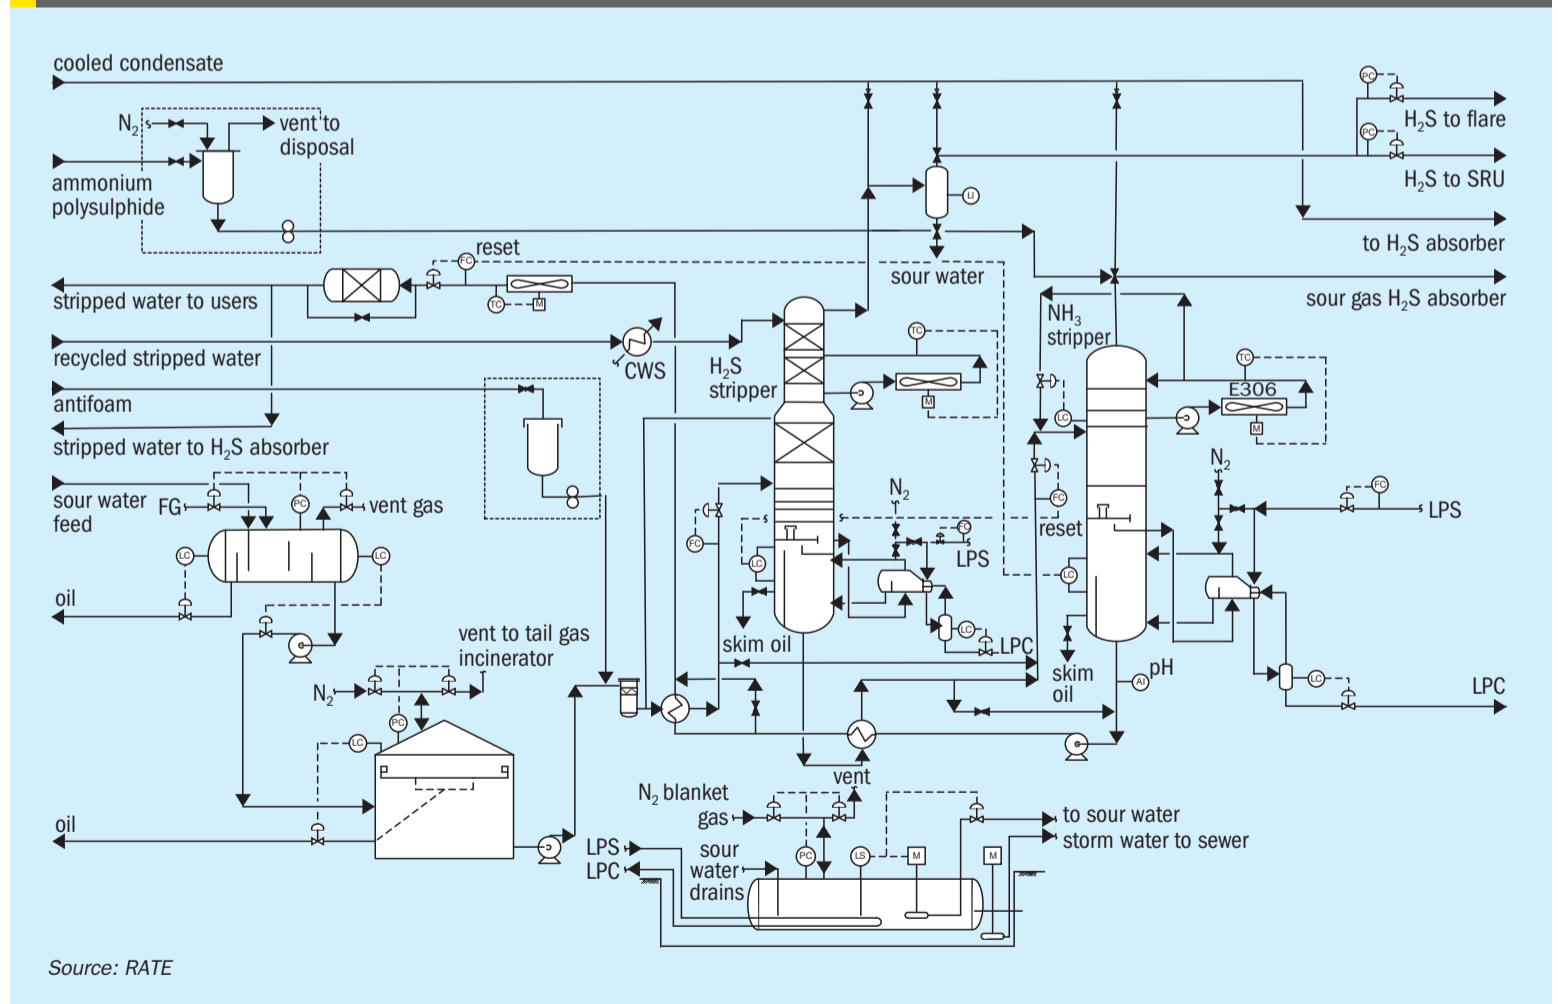 cooled condensate
PC
H₂S to flare
N₂
vent to
disposal
PC
ammonium
polysulphide
H₂S to SRU
LI
to H₂S absorber
reset
FC
sour water
stripped water to users
TC
M
sour gas H₂S absorber
NH₃
stripper
recycled stripped water
CWS
H₂S
stripper
TC
TC
antifoam
M
E306
LC
M
stripped water to H₂S absorber
sour water
feed
FG
PC
vent gas
N₂
N₂
FC
LPS
FC
reset
FC
FC
LPS
LC
LC
LC
LC
oil
skim oil
LC
LPC
vent to tail gas
incinerator
N₂
skim
oil
AI
pH
LC
LPC
PC
LC
oil
vent
N₂ blanket
gas
to sour water
storm water to sewer
LPS
LPC
sour
water
drains
PC
LS
M
M
Source: RATE